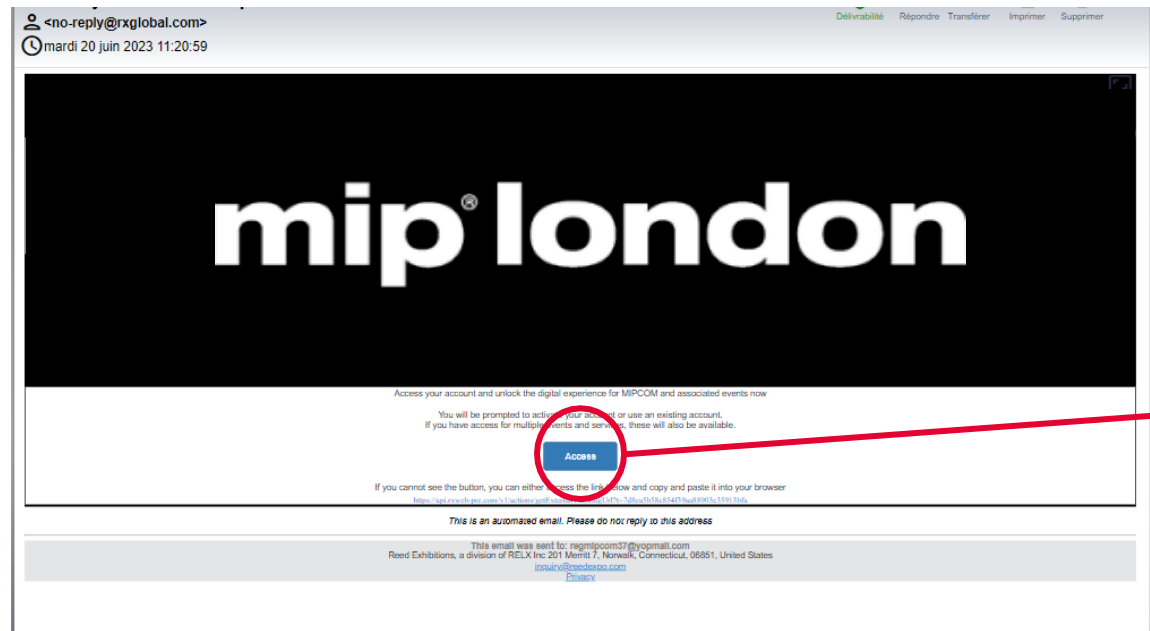 Délivrabilité Répondre Transférer Imprimer Supprimer
<no-reply@rxglobal.com>
mardi 20 juin 2023 11:20:59
mip® london
Access your account and unlock the digital experience for MIPCOM and associated events now
You will be prompted to activate your account or use an existing account.
If you have access for multiple events and services, these will also be available.
Access
If you cannot see the button, you can either access the link below and copy and paste it into your browser
This is an automated email. Please do not reply to this address
This email was sent to: regmipcom37@yopmail.com
Reed Exhibitions, a division of RELX Inc 201 Merritt 7, Norwalk, Connecticut, 06851, United States
inquiry@reedexpo.com
Privacy